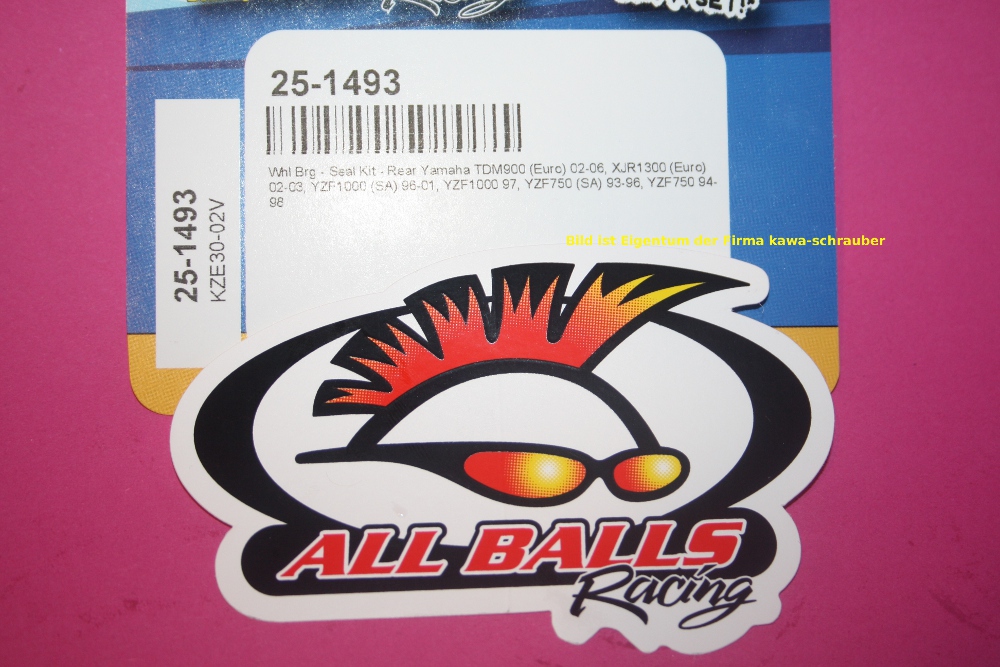 Racing
25-1493
Whl Brg - Seal Kit - Rear Yamaha TDM900 (Euro) 02-06, XJR1300 (Euro)
02-03, YZF1000 (SA) 96-01, YZF1000 97, YZF750 (SA) 93-96, YZF750 94-
98
25-1493
KZE30-02V
Bild ist Eigentum der Firma kawa-schrauber
ALL BALLS
Racing